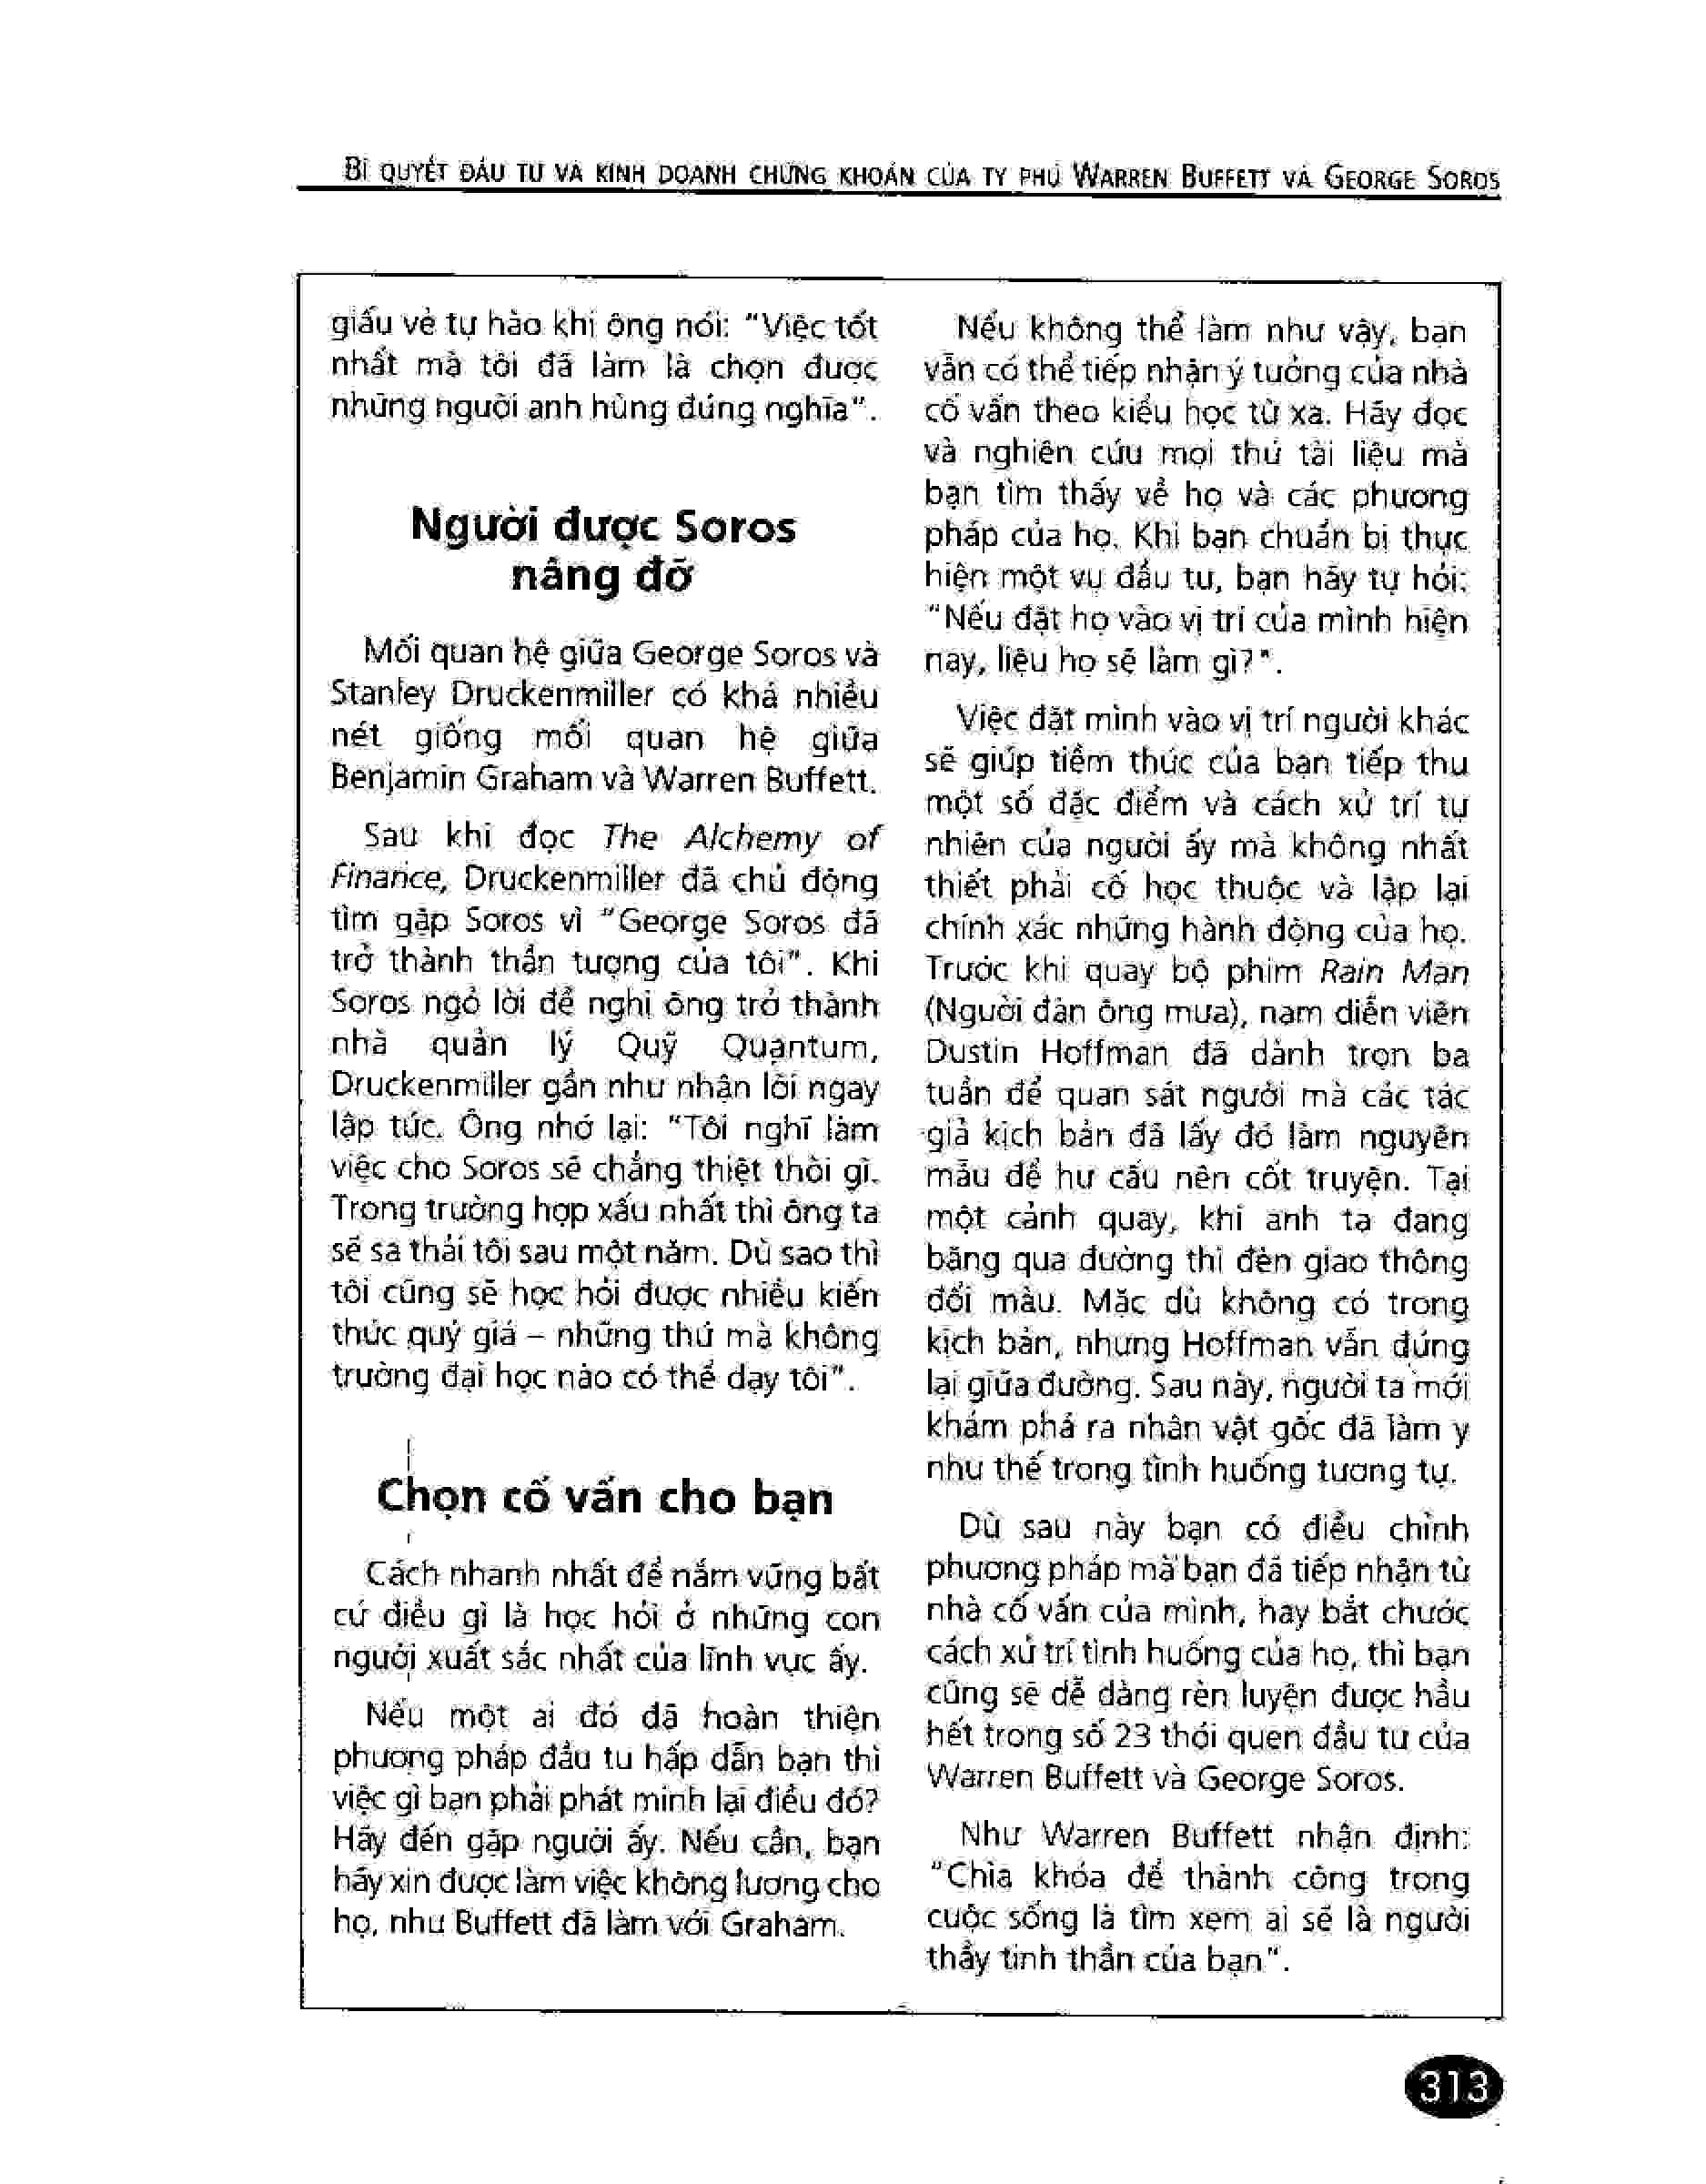 BÍ QUYẾT ĐẦU TƯ VÀ KINH DOANH CHỨNG KHOÁN CỦA TỶ PHÚ WARREN BUFFETT VÀ GEORGE SOROS
giấu vẻ tự hào khi ông nói: "Việc tốt
nhất mà tôi đã làm là chọn được
những người anh hùng đúng nghĩa".
Người được Soros
nâng đỡ
Mối quan hệ giữa George Soros và
Stanley Druckenmiller có khá nhiều
nét giống mối quan hệ giữa
Benjamin Graham và Warren Buffett.
Sau khi đọc The Alchemy of
Finance, Druckenmiller đã chủ động
tìm gặp Soros vì "George Soros đã
trở thành thần tượng của tôi". Khi
Soros ngỏ lời đề nghị ông trở thành
nhà quản lý Quỹ Quantum,
Druckenmiller gần như nhận lời ngay
lập tức. Ông nhớ lại: "Tôi nghĩ làm
việc cho Soros sẽ chẳng thiệt thòi gì.
Trong trường hợp xấu nhất thì ông ta
sẽ sa thải tôi sau một năm. Dù sao thì
tôi cũng sẽ học hỏi được nhiều kiến
thức quý giá – những thứ mà không
trường đại học nào có thể dạy tôi".
Chọn cố vấn cho bạn
Cách nhanh nhất để nắm vững bất
cứ điều gì là học hỏi ở những con
người xuất sắc nhất của lĩnh vực ấy.
Nếu một ai đó đã hoàn thiện
phương pháp đầu tư hấp dẫn bạn thì
việc gì bạn phải phát minh lại điều đó?
Hãy đến gặp người ấy. Nếu cần, bạn
hãy xin được làm việc không lương cho
họ, như Buffett đã làm với Graham.
Nếu không thể làm như vậy, bạn
vẫn có thể tiếp nhận ý tưởng của nhà
cố vấn theo kiểu học từ xa. Hãy đọc
và nghiên cứu mọi thứ tài liệu mà
bạn tìm thấy về họ và các phương
pháp của họ. Khi bạn chuẩn bị thực
hiện một vụ đầu tư, bạn hãy tự hỏi:
"Nếu đặt họ vào vị trí của mình hiện
nay, liệu họ sẽ làm gì?".
Việc đặt mình vào vị trí người khác
sẽ giúp tiềm thức của bạn tiếp thu
một số đặc điểm và cách xử trí tự
nhiên của người ấy mà không nhất
thiết phải cố học thuộc và lặp lại
chính xác những hành động của họ.
Trước khi quay bộ phim Rain Man
(Người đàn ông mưa), nam diễn viên
Dustin Hoffman đã dành trọn ba
tuần để quan sát người mà các tác
giả kịch bản đã lấy đó làm nguyên
mẫu để hư cấu nên cốt truyện. Tại
một cảnh quay, khi anh ta đang
băng qua đường thì đèn giao thông
đổi màu. Mặc dù không có trong
kịch bản, nhưng Hoffman vẫn đứng
lại giữa đường. Sau này, người ta mới
khám phá ra nhân vật gốc đã làm y
như thế trong tình huống tương tự.
Dù sau này bạn có điều chỉnh
phương pháp mà bạn đã tiếp nhận từ
nhà cố vấn của mình, hay bắt chước
cách xử trí tình huống của họ, thì bạn
cũng sẽ dễ dàng rèn luyện được hầu
hết trong số 23 thói quen đầu tư của
Warren Buffett và George Soros.
Như Warren Buffett nhận định:
"Chìa khóa để thành công trong
cuộc sống là tìm xem ai sẽ là người
thầy tinh thần của bạn".
313